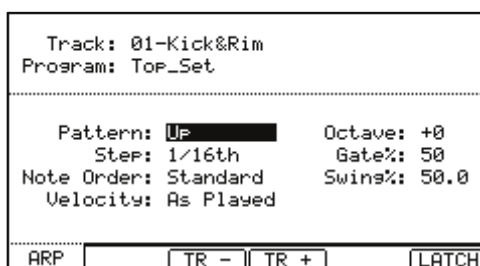 Track: 01-Kick&Rim
Program: Top_Set
Pattern: Up Octave: +0
Step: 1/16th Gate%: 50
Note Order: Standard Swing%: 50.0
Velocity: As Played
ARP TR - TR + LATCH